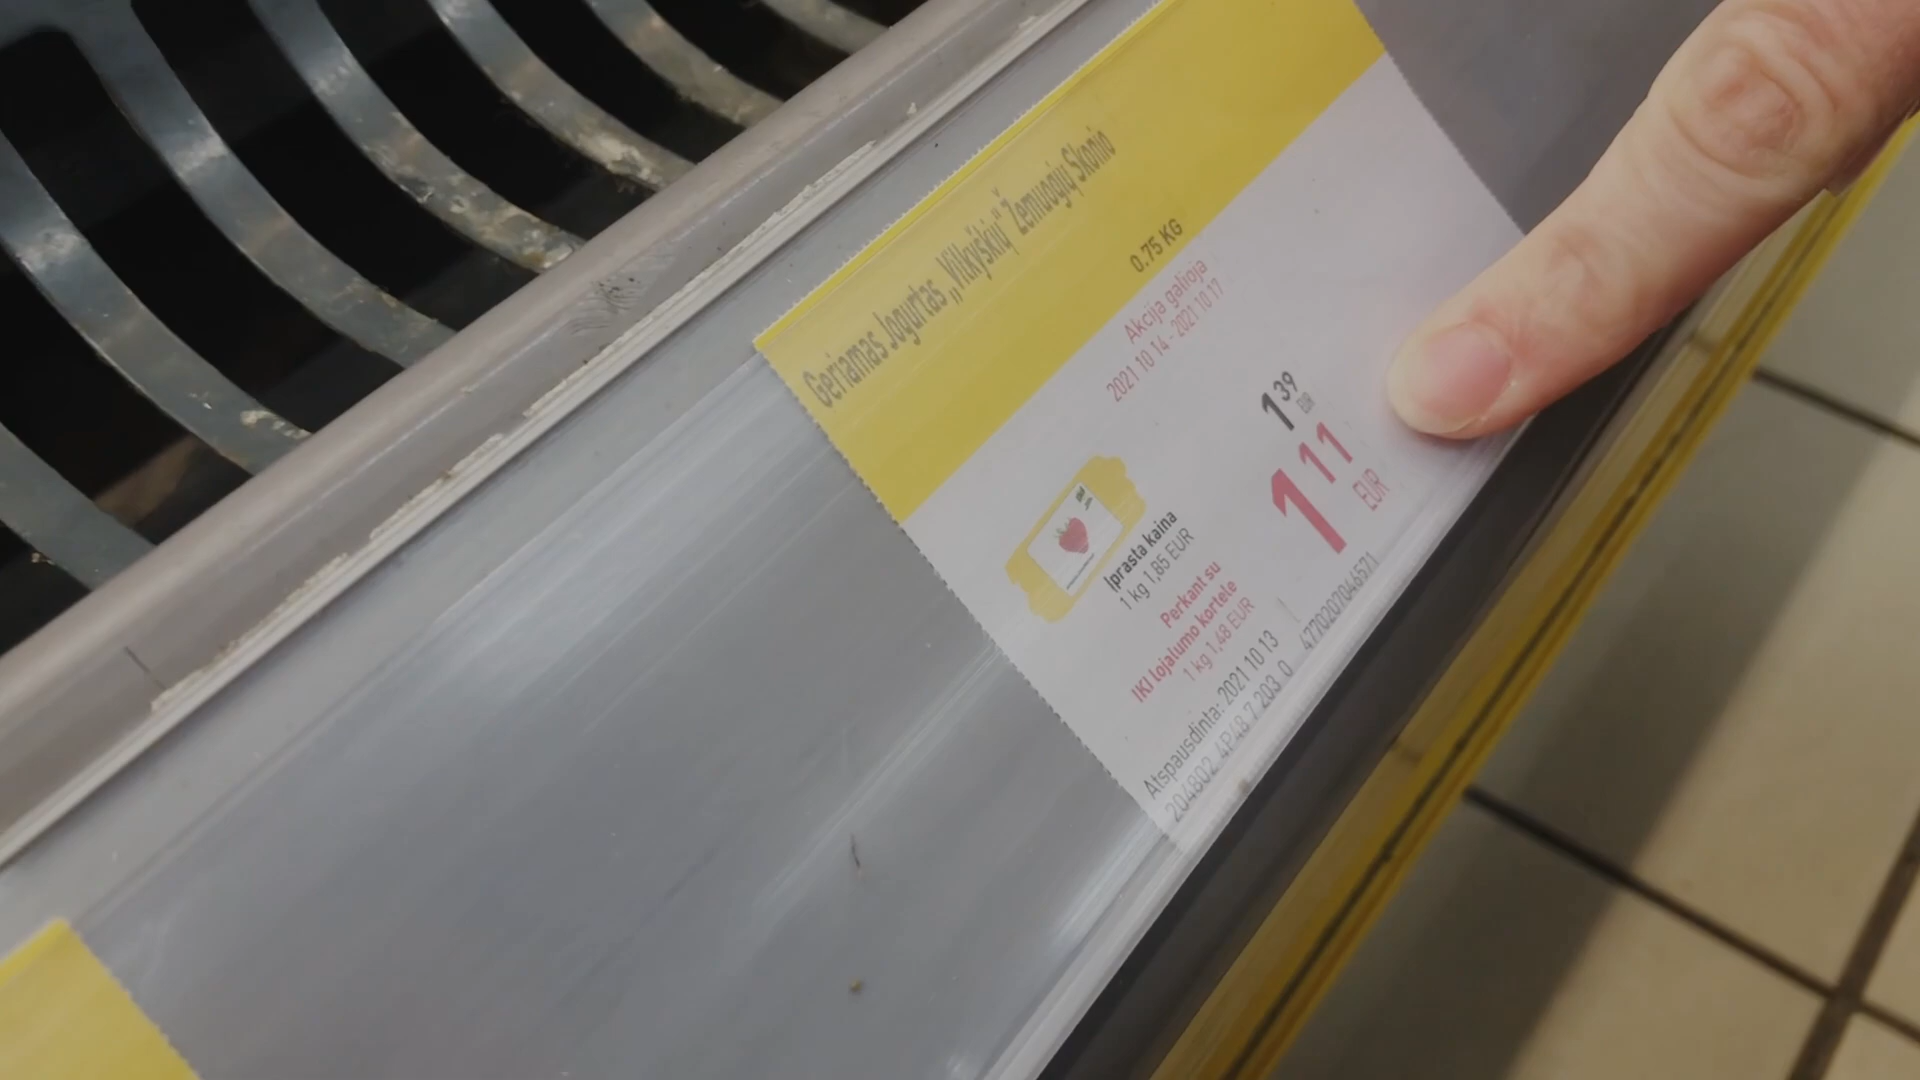 Geriamas Jogurtas „Vilkyškių“ Žemuogių Skonio
0,75 KG
Akcija galioja
2021 10 14 - 2021 10 17
1 39 EUR
1 11 EUR
Įprasta kaina
1 kg 1,85 EUR
Perkant su
IKI lojalumo kortele
1 kg 1,48 EUR
Atspausdinta: 2021 10 13
204802 4P48 7 203 0 4770207046571